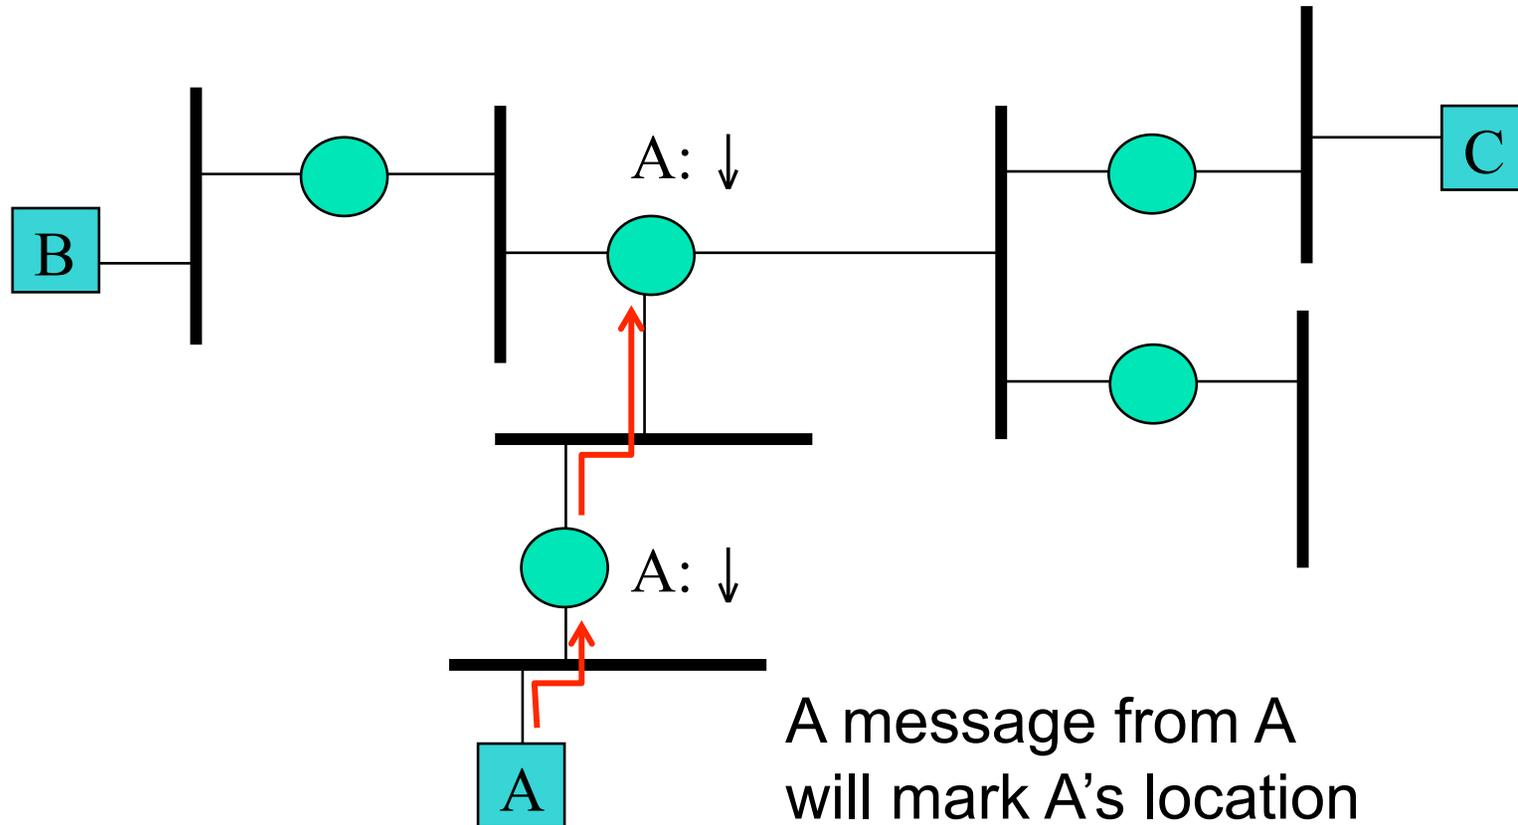 A: ↓
C
B
A: ↓
A message from A
will mark A's location
A